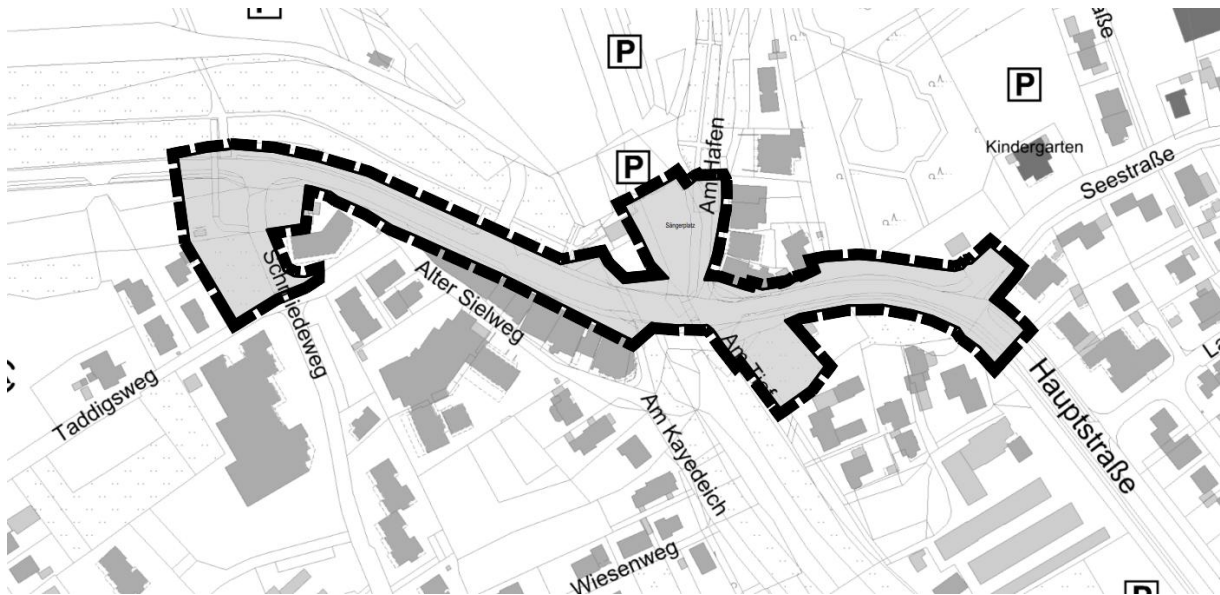 P
P
P
P
Am Hafen
Kindergarten
Seestraße
Sängerplatz
Schmiedeweg
Alter Sielweg
Am Tief
Taddigsweg
Am Kayedeich
Hauptstraße
Wiesenweg
P